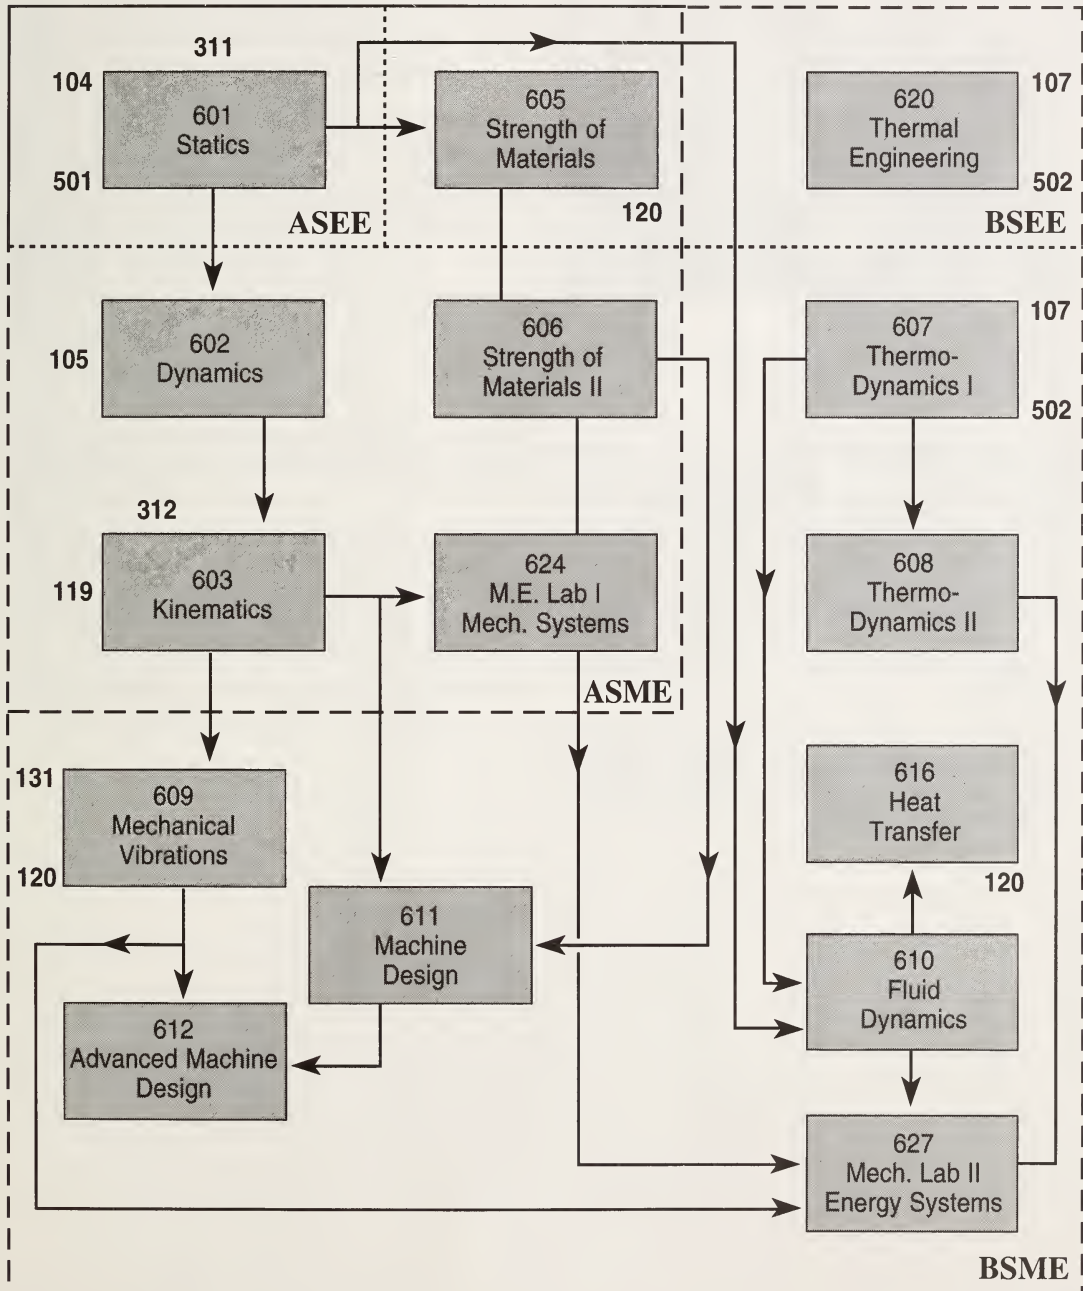 311
104
601
Statics
501
ASEE
605
Strength of
Materials
120
620
Thermal
Engineering
107
502
BSEE
105
602
Dynamics
606
Strength of
Materials II
607
Thermo-
Dynamics I
107
502
312
119
603
Kinematics
624
M.E. Lab I
Mech. Systems
ASME
608
Thermo-
Dynamics II
131
609
Mechanical
Vibrations
120
611
Machine
Design
616
Heat
Transfer
120
612
Advanced Machine
Design
610
Fluid
Dynamics
627
Mech. Lab II
Energy Systems
BSME